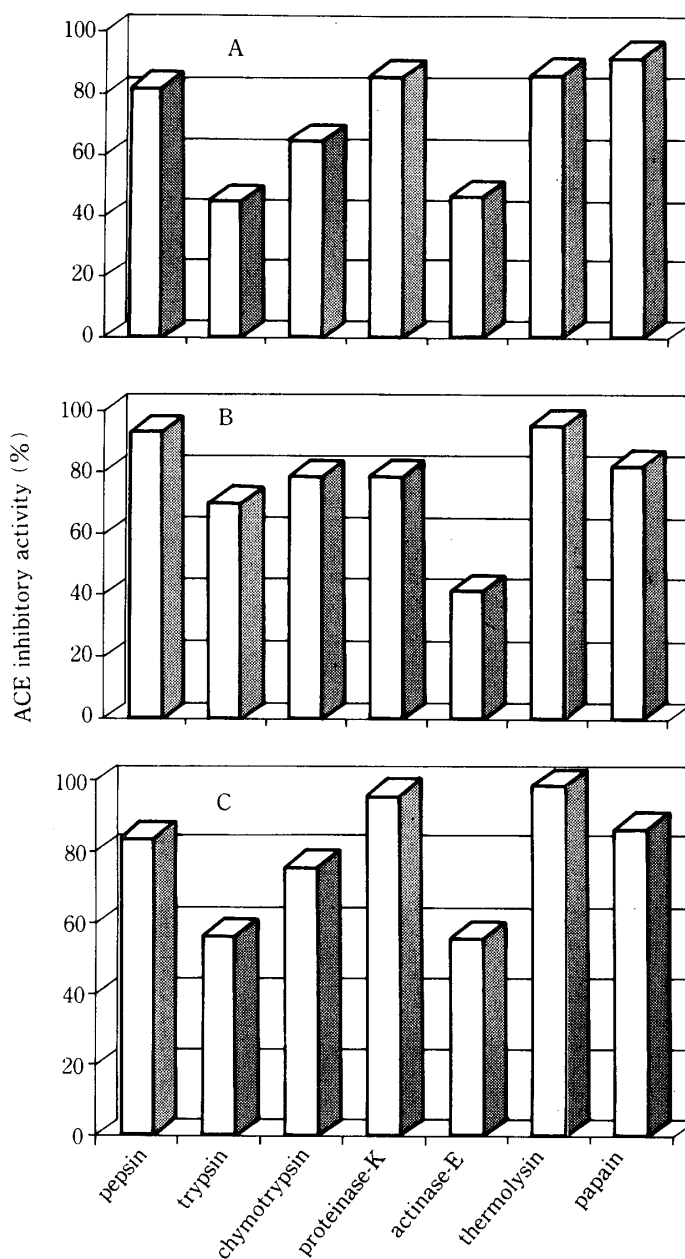 ACE inhibitory activity (%)
A
100
80
60
40
20
0
B
100
80
60
40
20
0
C
100
80
60
40
20
0
pepsin
trypsin
chymotrypsin
proteinase-K
actinase-E
thermolysin
papain